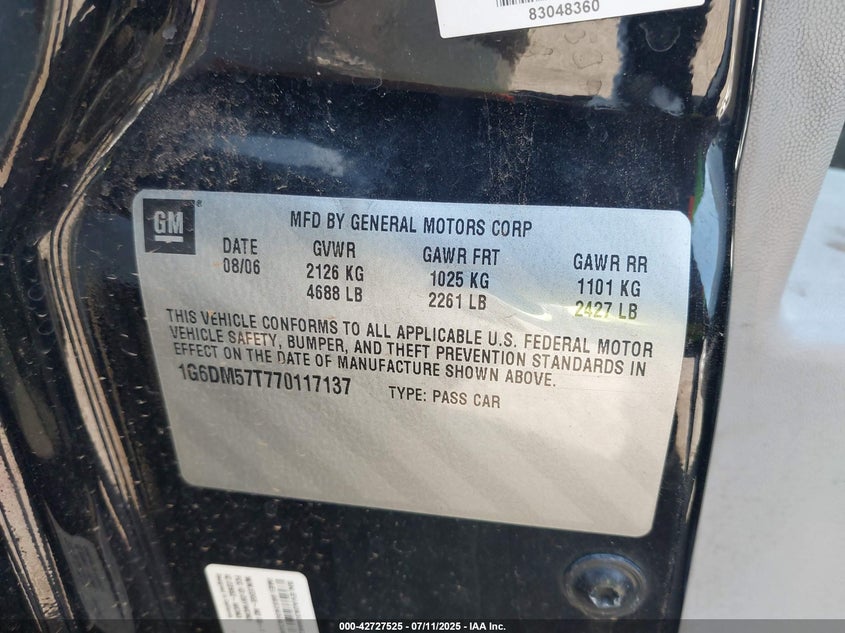 83048360
GM
MFD BY GENERAL MOTORS CORP
DATE GVWR GAWR FRT GAWR RR
08/06 2126 KG 1025 KG 1101 KG
4688 LB 2261 LB 2427 LB
THIS VEHICLE CONFORMS TO ALL APPLICABLE U.S. FEDERAL MOTOR
VEHICLE SAFETY, BUMPER, AND THEFT PREVENTION STANDARDS IN
EFFECT ON THE DATE OF MANUFACTURE SHOWN ABOVE.
1G6DM57T770117137 TYPE: PASS CAR
000-42727525 - 07/11/2025 - IAA Inc.